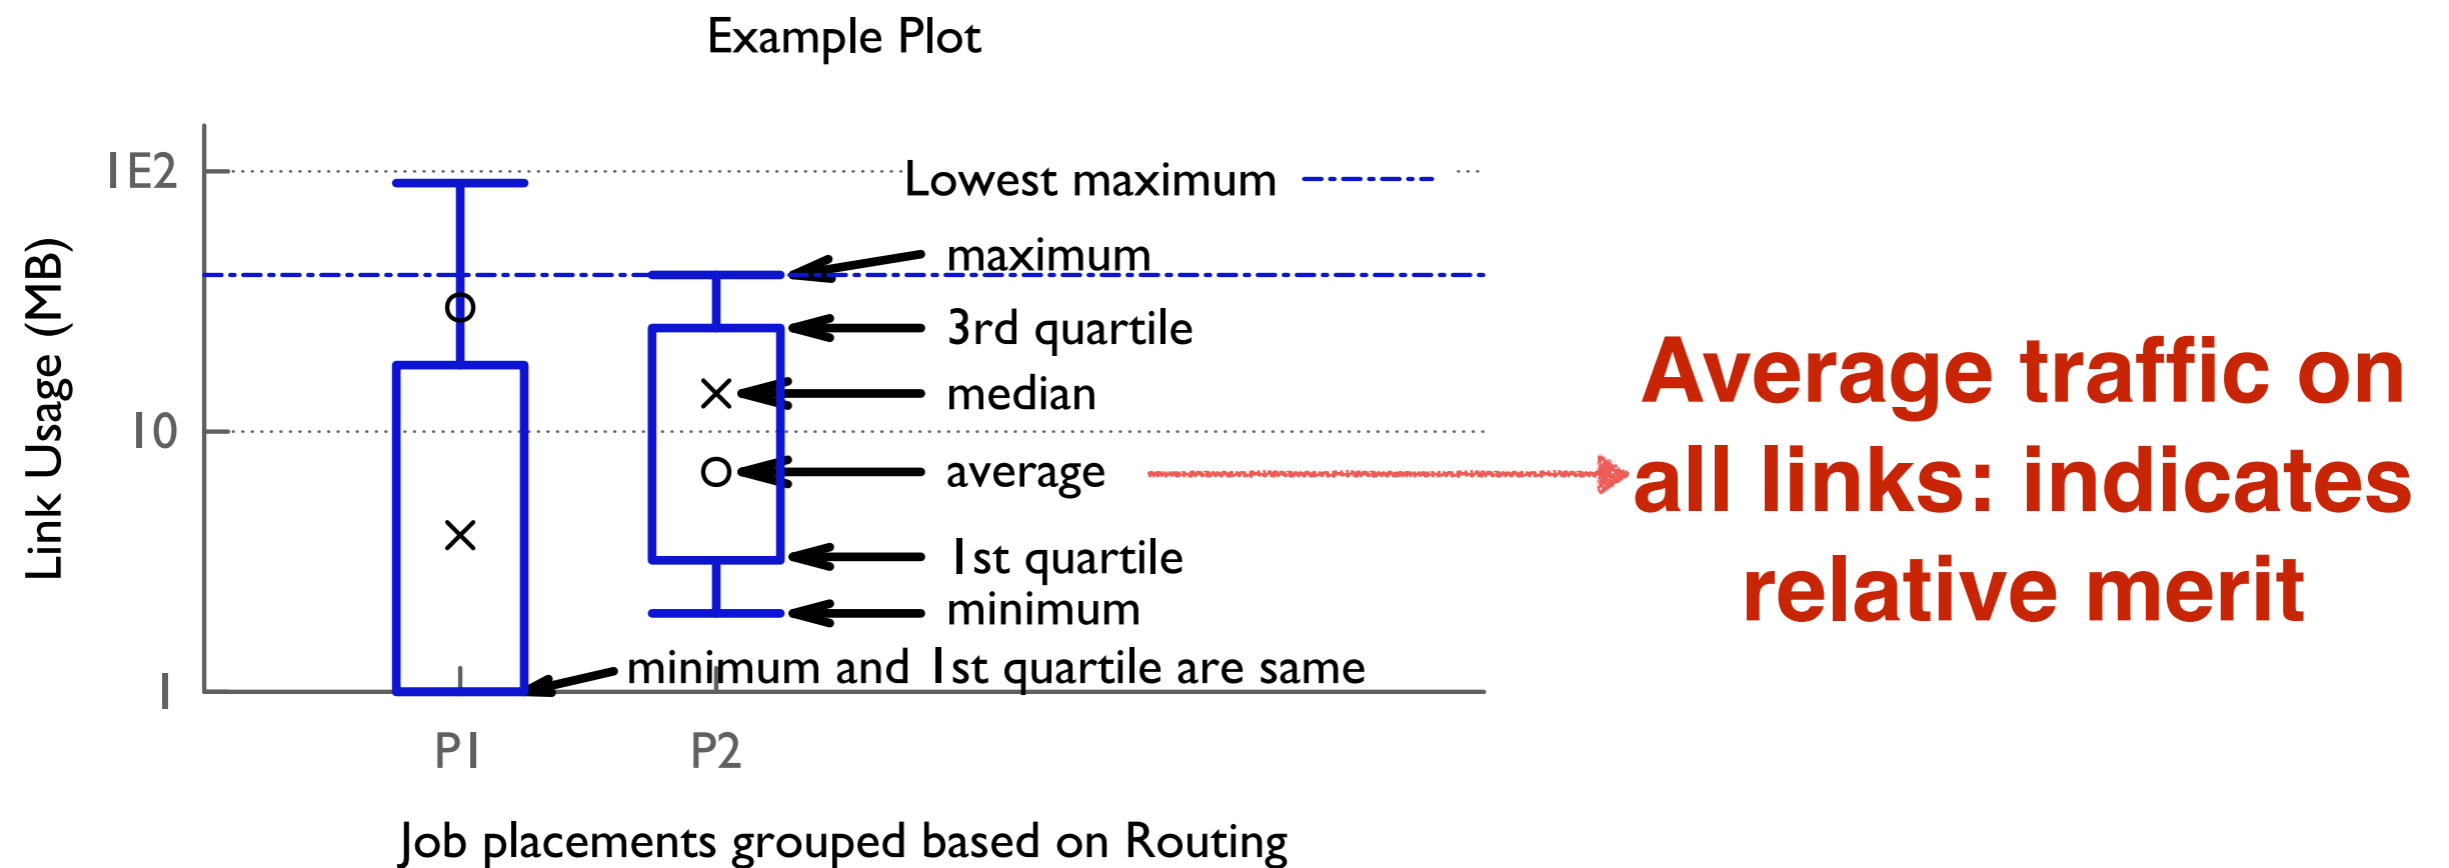 Example Plot
1E2
Lowest maximum
maximum
3rd quartile
median
10
average
1st quartile
minimum
minimum and 1st quartile are same
1
Link Usage (MB)
P1
P2
Job placements grouped based on Routing
Average traffic on
all links: indicates
relative merit